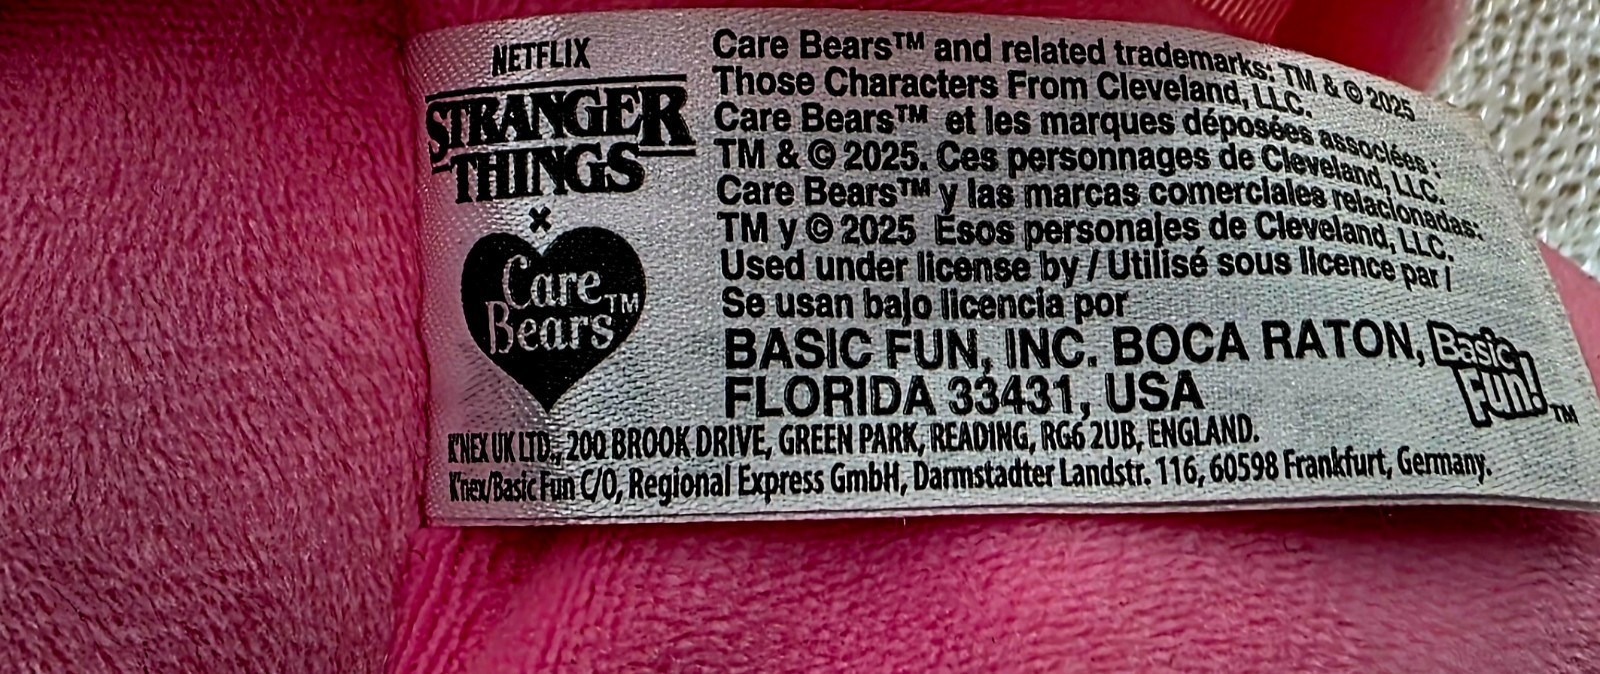 NETFLIX
STRANGER
THINGS
x
Care
Bears™
Care Bears™ and related trademarks: TM & © 2025
Those Characters From Cleveland, LLC.
Care Bears™ et les marques déposées associées :
TM & © 2025. Ces personnages de Cleveland, LLC.
Care Bears™ y las marcas comerciales relacionadas:
TM y © 2025 Esos personajes de Cleveland, LLC.
Used under license by / Utilisé sous licence par /
Se usan bajo licencia por
BASIC FUN, INC. BOCA RATON,
FLORIDA 33431, USA
Basic
Fun!™
K'NEX UK LTD., 200 BROOK DRIVE, GREEN PARK, READING, RG6 2UB, ENGLAND.
K'nex/Basic Fun C/O, Regional Express GmbH, Darmstadter Landstr. 116, 60598 Frankfurt, Germany.